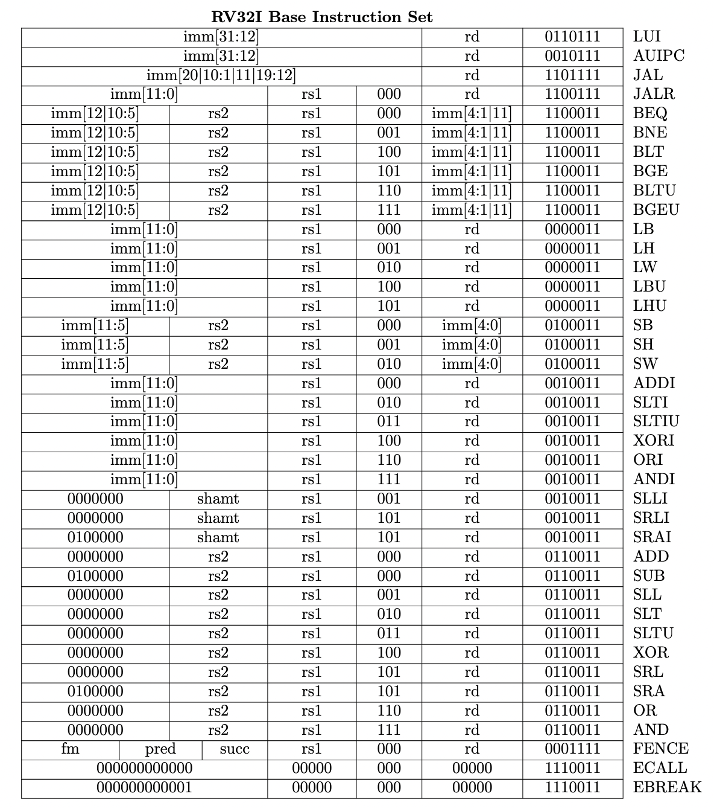 RV32I Base Instruction Set
imm[31:12] rd 0110111 LUI
imm[31:12] rd 0010111 AUIPC
imm[20|10:1|11|19:12] rd 1101111 JAL
imm[11:0] rs1 000 rd 1100111 JALR
imm[12|10:5] rs2 rs1 000 imm[4:1|11] 1100011 BEQ
imm[12|10:5] rs2 rs1 001 imm[4:1|11] 1100011 BNE
imm[12|10:5] rs2 rs1 100 imm[4:1|11] 1100011 BLT
imm[12|10:5] rs2 rs1 101 imm[4:1|11] 1100011 BGE
imm[12|10:5] rs2 rs1 110 imm[4:1|11] 1100011 BLTU
imm[12|10:5] rs2 rs1 111 imm[4:1|11] 1100011 BGEU
imm[11:0] rs1 000 rd 0000011 LB
imm[11:0] rs1 001 rd 0000011 LH
imm[11:0] rs1 010 rd 0000011 LW
imm[11:0] rs1 100 rd 0000011 LBU
imm[11:0] rs1 101 rd 0000011 LHU
imm[11:5] rs2 rs1 000 imm[4:0] 0100011 SB
imm[11:5] rs2 rs1 001 imm[4:0] 0100011 SH
imm[11:5] rs2 rs1 010 imm[4:0] 0100011 SW
imm[11:0] rs1 000 rd 0010011 ADDI
imm[11:0] rs1 010 rd 0010011 SLTI
imm[11:0] rs1 011 rd 0010011 SLTIU
imm[11:0] rs1 100 rd 0010011 XORI
imm[11:0] rs1 110 rd 0010011 ORI
imm[11:0] rs1 111 rd 0010011 ANDI
0000000 shamt rs1 001 rd 0010011 SLLI
0000000 shamt rs1 101 rd 0010011 SRLI
0100000 shamt rs1 101 rd 0010011 SRAI
0000000 rs2 rs1 000 rd 0110011 ADD
0100000 rs2 rs1 000 rd 0110011 SUB
0000000 rs2 rs1 001 rd 0110011 SLL
0000000 rs2 rs1 010 rd 0110011 SLT
0000000 rs2 rs1 011 rd 0110011 SLTU
0000000 rs2 rs1 100 rd 0110011 XOR
0000000 rs2 rs1 101 rd 0110011 SRL
0100000 rs2 rs1 101 rd 0110011 SRA
0000000 rs2 rs1 110 rd 0110011 OR
0000000 rs2 rs1 111 rd 0110011 AND
fm pred succ rs1 000 rd 0001111 FENCE
000000000000 00000 000 00000 1110011 ECALL
000000000001 00000 000 00000 1110011 EBREAK